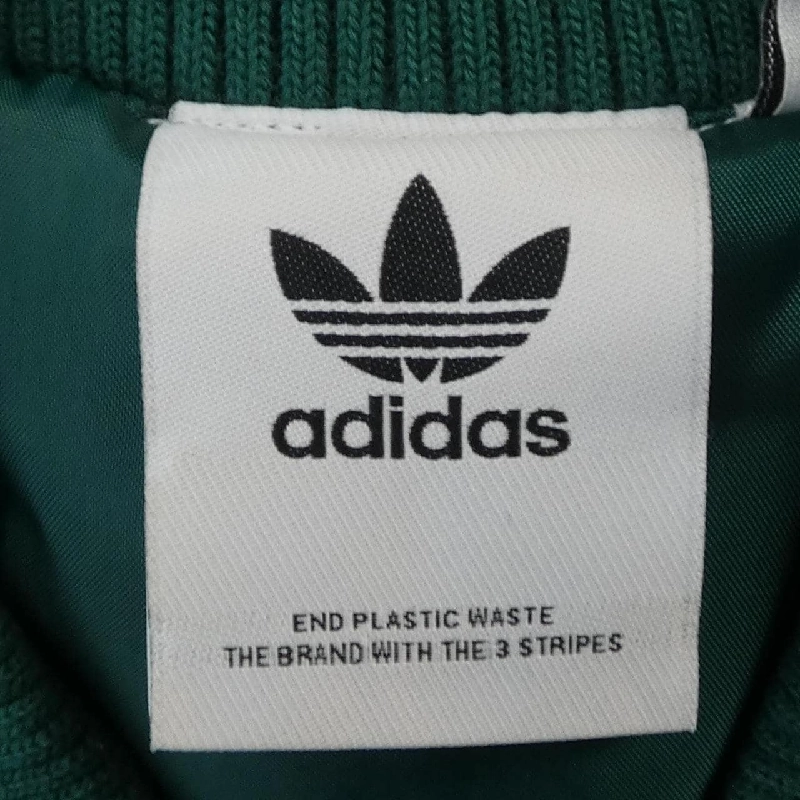 adidas
END PLASTIC WASTE
THE BRAND WITH THE 3 STRIPES